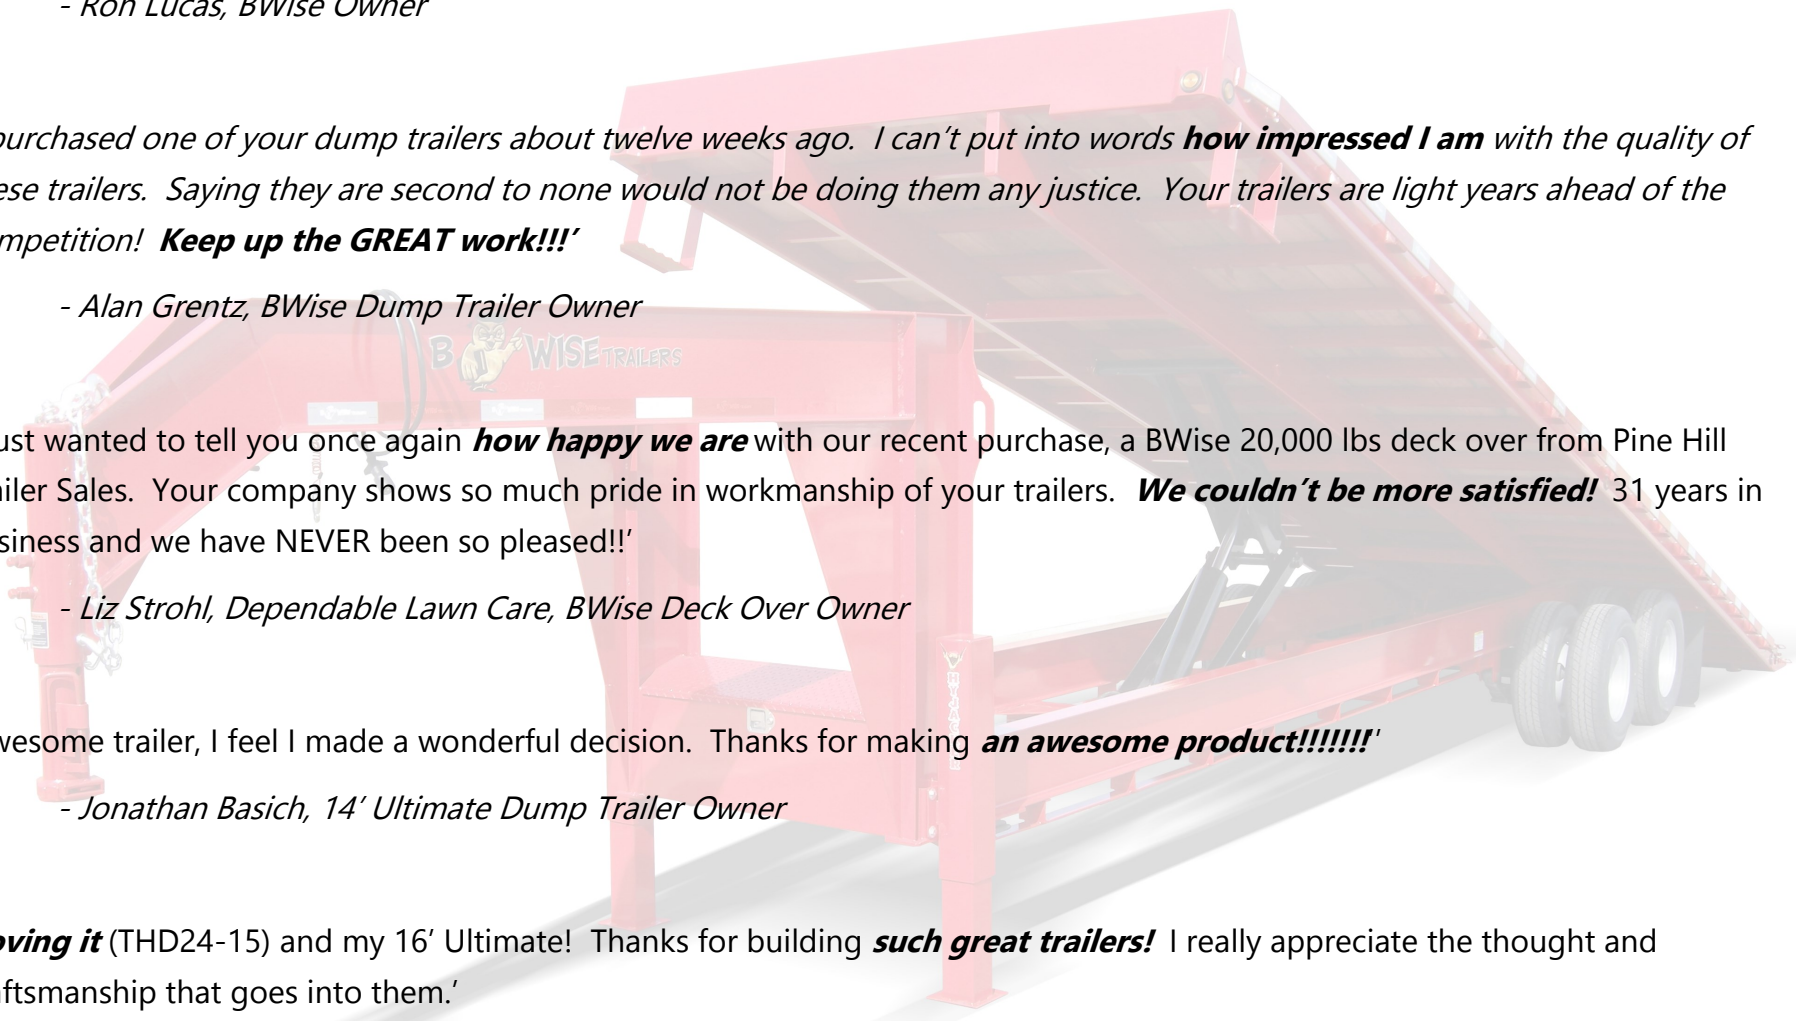 - Ron Lucas, BWise Owner
purchased one of your dump trailers about twelve weeks ago. I can’t put into words how impressed I am with the quality of
ese trailers. Saying they are second to none would not be doing them any justice. Your trailers are light years ahead of the
mpetition! Keep up the GREAT work!!!’
- Alan Grentz, BWise Dump Trailer Owner
B WISE TRAILERS
ust wanted to tell you once again how happy we are with our recent purchase, a BWise 20,000 lbs deck over from Pine Hill
ailer Sales. Your company shows so much pride in workmanship of your trailers. We couldn’t be more satisfied! 31 years in
siness and we have NEVER been so pleased!!’
- Liz Strohl, Dependable Lawn Care, BWise Deck Over Owner
wesome trailer, I feel I made a wonderful decision. Thanks for making an awesome product!!!!!!!’'
- Jonathan Basich, 14’ Ultimate Dump Trailer Owner
oving it (THD24-15) and my 16’ Ultimate! Thanks for building such great trailers! I really appreciate the thought and
aftsmanship that goes into them.’